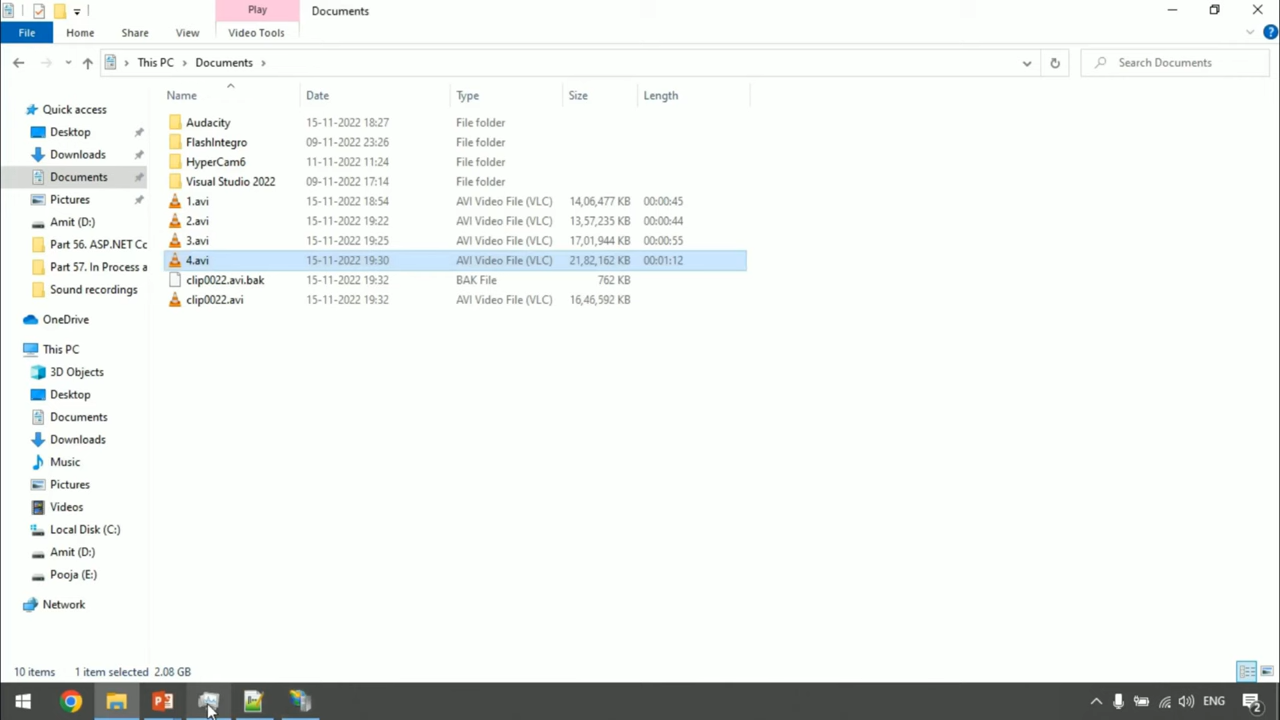 Play Documents
File Home Share View Video Tools
This PC Documents Search Documents
Name Date Type Size Length
Quick access
Desktop
Downloads
Documents
Pictures
Amit (D:)
Part 56. ASP.NET Co
Part 57. In Process a
Sound recordings
OneDrive
This PC
3D Objects
Desktop
Documents
Downloads
Music
Pictures
Videos
Local Disk (C:)
Amit (D:)
Pooja (E:)
Network
Audacity 15-11-2022 18:27 File folder
FlashIntegro 09-11-2022 23:26 File folder
HyperCam6 11-11-2022 11:24 File folder
Visual Studio 2022 09-11-2022 17:14 File folder
1.avi 15-11-2022 18:54 AVI Video File (VLC) 14,06,477 KB 00:00:45
2.avi 15-11-2022 19:22 AVI Video File (VLC) 13,57,235 KB 00:00:44
3.avi 15-11-2022 19:25 AVI Video File (VLC) 17,01,944 KB 00:00:55
4.avi 15-11-2022 19:30 AVI Video File (VLC) 21,82,162 KB 00:01:12
clip0022.avi.bak 15-11-2022 19:32 BAK File 762 KB
clip0022.avi 15-11-2022 19:32 AVI Video File (VLC) 16,46,592 KB
10 items 1 item selected 2.08 GB
ENG 2